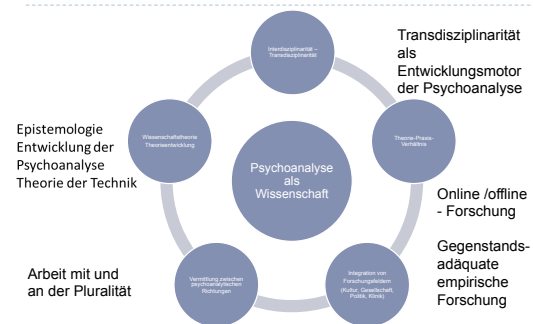 Interdisziplinarität –
Transdisziplinarität
Transdisziplinarität
als
Entwicklungsmotor
der Psychoanalyse
Theorie-Praxis-
Verhältnis
Online /offline
- Forschung
Gegenstands-
adäquate
empirische
Forschung
Integration von
Forschungsfeldern
(Kultur, Gesellschaft,
Politik, Klinik)
Vermittlung zwischen
psychoanalytischen
Richtungen
Arbeit mit und
an der Pluralität
Wissenschaftstheorie
Theorieentwicklung
Epistemologie
Entwicklung der
Psychoanalyse
Theorie der Technik
Psychoanalyse
als
Wissenschaft